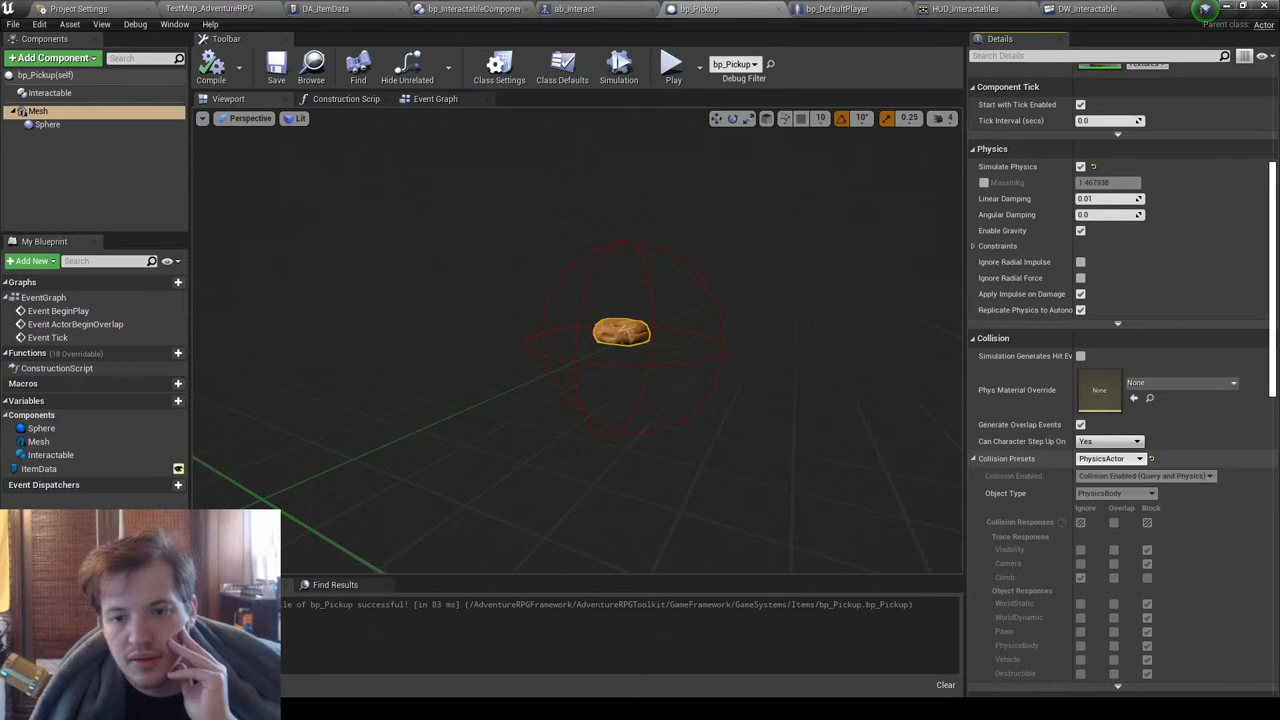 Project Settings
TestMap_AdventureRPG
DA_ItemData
bp_InteractableComponer
ab_Interact
bp_Pickup
bp_DefaultPlayer
HUD_Interactables
DW_Interactable
File Edit Asset View Debug Window Help
Parent class: Actor
Components
Toolbar
Details
Add Component
Search
Search Details
bp_Pickup(self)
Interactable
Mesh
Sphere
Compile
Save
Browse
Find
Hide Unrelated
Class Settings
Class Defaults
Simulation
Play
bp_Pickup
Debug Filter
Viewport
Construction Scrip
Event Graph
Perspective
Lit
10
10°
0.25
4
Component Tick
Start with Tick Enabled
Tick Interval (secs) 0.0
Physics
Simulate Physics
MassInKg 1.467938
Linear Damping 0.01
Angular Damping 0.0
Enable Gravity
Constraints
Ignore Radial Impulse
Ignore Radial Force
Apply Impulse on Damage
Replicate Physics to Autono
Collision
Simulation Generates Hit Ev
Phys Material Override None None
Generate Overlap Events
Can Character Step Up On Yes
Collision Presets PhysicsActor
Collision Enabled Collision Enabled (Query and Physics)
Object Type PhysicsBody
Ignore Overlap Block
Collision Responses
Trace Responses
Visibility
Camera
Climb
Object Responses
WorldStatic
WorldDynamic
Pawn
PhysicsBody
Vehicle
Destructible
My Blueprint
Add New
Search
Graphs
EventGraph
Event BeginPlay
Event ActorBeginOverlap
Event Tick
Functions (18 Overridable)
ConstructionScript
Macros
Variables
Components
Sphere
Mesh
Interactable
ItemData
Event Dispatchers
Find Results
ile of bp_Pickup successful! [in 83 ms] (/AdventureRPGFramework/AdventureRPGToolkit/GameFramework/GameSystems/Items/bp_Pickup.bp_Pickup)
Clear